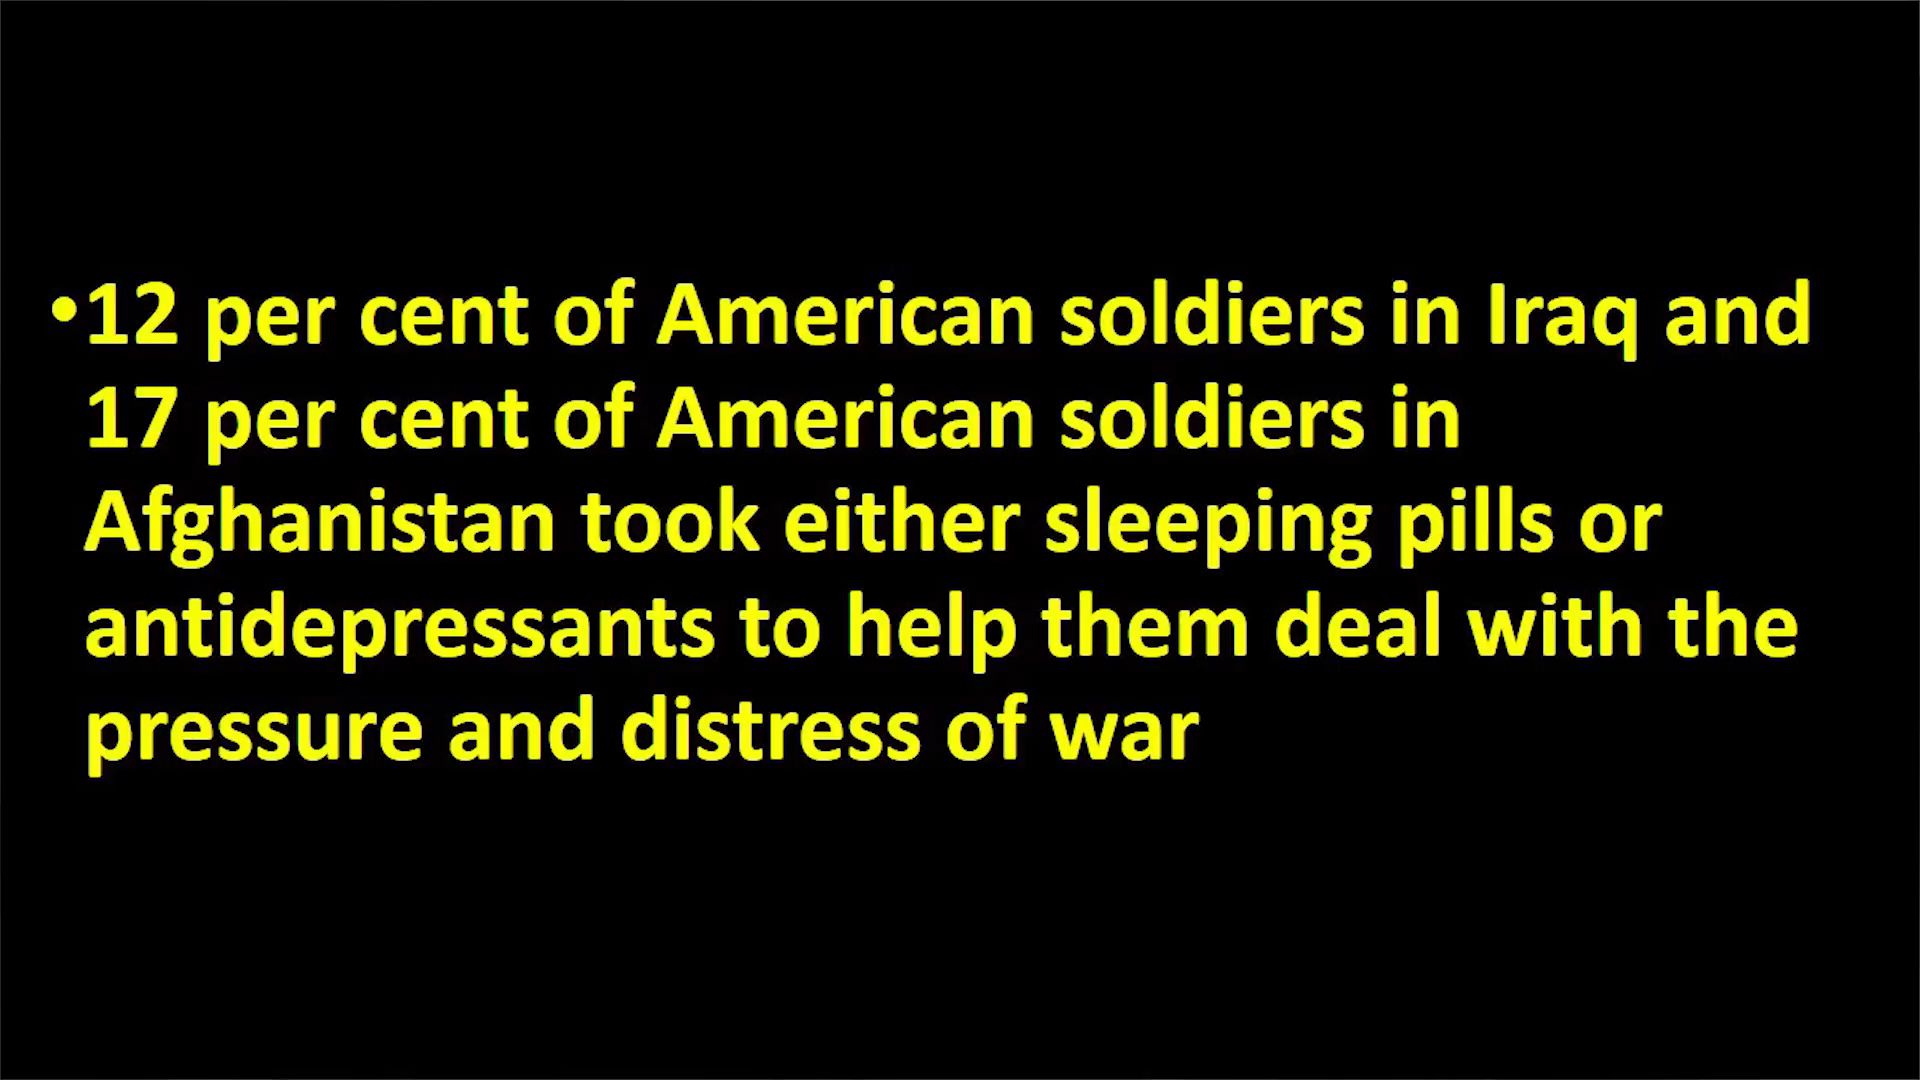 •12 per cent of American soldiers in Iraq and
17 per cent of American soldiers in
Afghanistan took either sleeping pills or
antidepressants to help them deal with the
pressure and distress of war